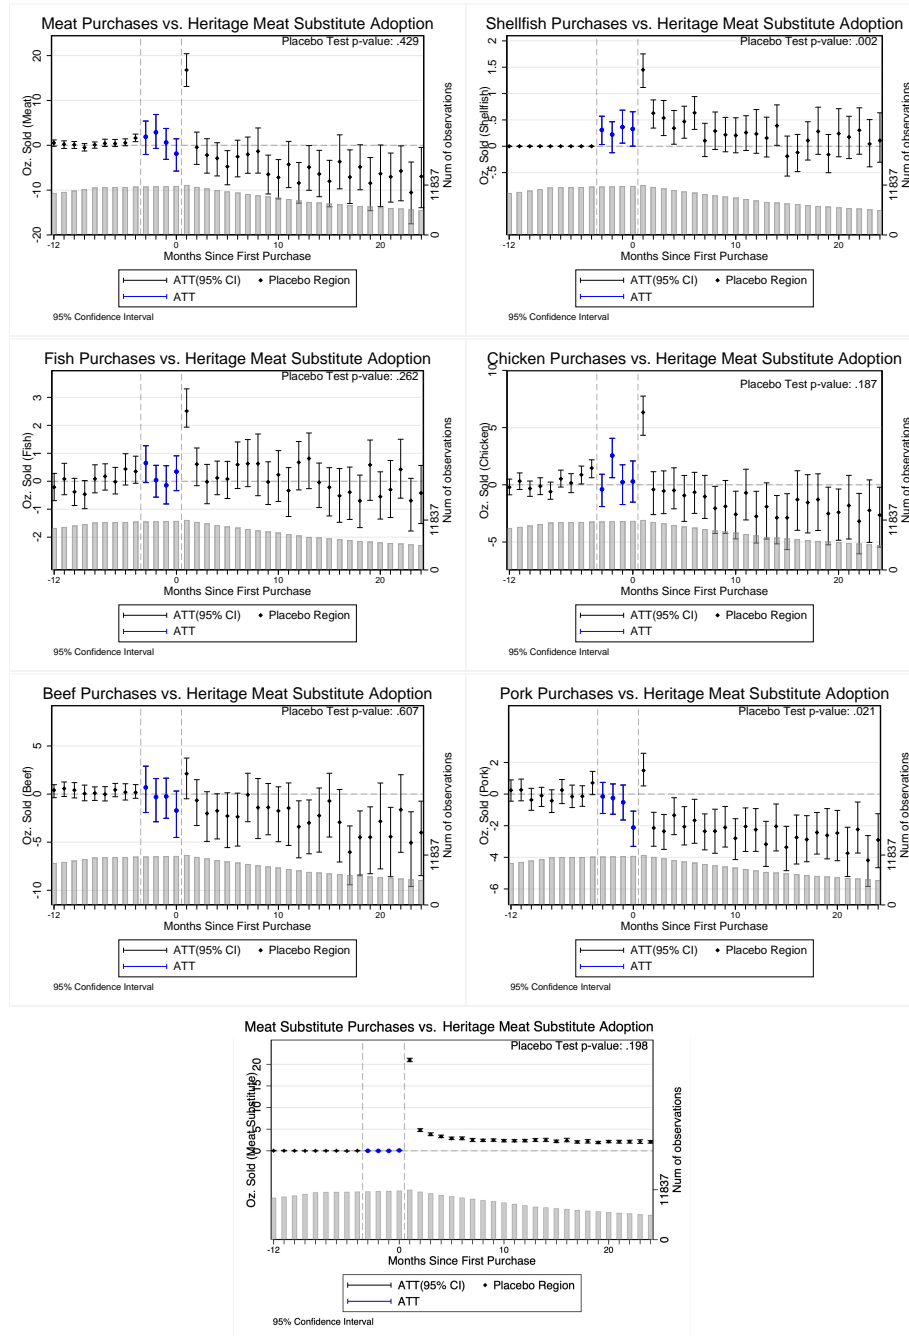 Meat Purchases vs. Heritage Meat Substitute Adoption
Placebo Test p-value: .429
Oz. Sold (Meat)
20
10
0
-10
-20
Num of observations
11837
0
-12
0
10
20
Months Since First Purchase
ATT(95% CI)
Placebo Region
ATT
95% Confidence Interval
Shellfish Purchases vs. Heritage Meat Substitute Adoption
Placebo Test p-value: .002
Oz. Sold (Shellfish)
2
1.5
1
.5
0
-.5
Num of observations
11837
0
-12
0
10
20
Months Since First Purchase
ATT(95% CI)
Placebo Region
ATT
95% Confidence Interval
Fish Purchases vs. Heritage Meat Substitute Adoption
Placebo Test p-value: .262
Oz. Sold (Fish)
3
2
1
0
-1
-2
Num of observations
11837
0
-12
0
10
20
Months Since First Purchase
ATT(95% CI)
Placebo Region
ATT
95% Confidence Interval
Chicken Purchases vs. Heritage Meat Substitute Adoption
Placebo Test p-value: .187
Oz. Sold (Chicken)
10
5
0
-5
Num of observations
11837
0
-12
0
10
20
Months Since First Purchase
ATT(95% CI)
Placebo Region
ATT
95% Confidence Interval
Beef Purchases vs. Heritage Meat Substitute Adoption
Placebo Test p-value: .607
Oz. Sold (Beef)
5
0
-5
-10
Num of observations
11837
0
-12
0
10
20
Months Since First Purchase
ATT(95% CI)
Placebo Region
ATT
95% Confidence Interval
Pork Purchases vs. Heritage Meat Substitute Adoption
Placebo Test p-value: .021
Oz. Sold (Pork)
2
0
-2
-4
-6
Num of observations
11837
0
-12
0
10
20
Months Since First Purchase
ATT(95% CI)
Placebo Region
ATT
95% Confidence Interval
Meat Substitute Purchases vs. Heritage Meat Substitute Adoption
Placebo Test p-value: .198
Oz. Sold (Meat Substitute)
20
15
10
5
0
Num of observations
11837
0
-12
0
10
20
Months Since First Purchase
ATT(95% CI)
Placebo Region
ATT
95% Confidence Interval